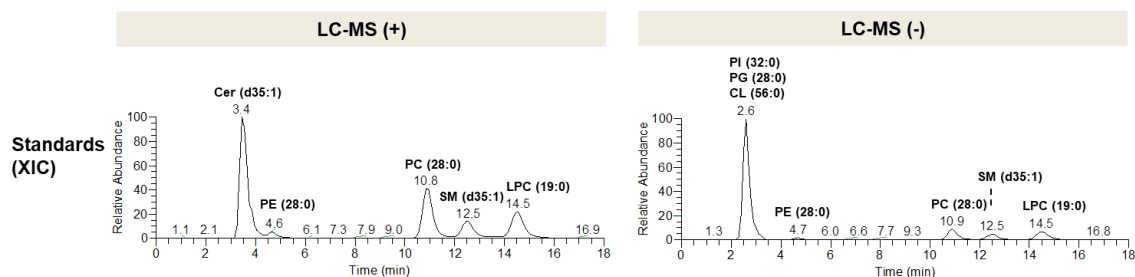 LC-MS (+)
LC-MS (-)
Standards
(XIC)
Cer (d35:1)
3.4
PE (28:0)
4.6
PC (28:0)
10.8
SM (d35:1)
12.5
LPC (19:0)
14.5
1.1
2.1
6.1
7.3
7.9
9.0
16.9
Relative Abundance
100
80
60
40
20
0
0 2 4 6 8 10 12 14 16 18
Time (min)
PI (32:0)
PG (28:0)
CL (56:0)
2.6
PE (28:0)
4.7
PC (28:0)
10.9
SM (d35:1)
12.5
LPC (19:0)
14.5
1.3
6.0
6.6
7.7
9.3
16.8
Relative Abundance
100
80
60
40
20
0
0 2 4 6 8 10 12 14 16 18
Time (min)